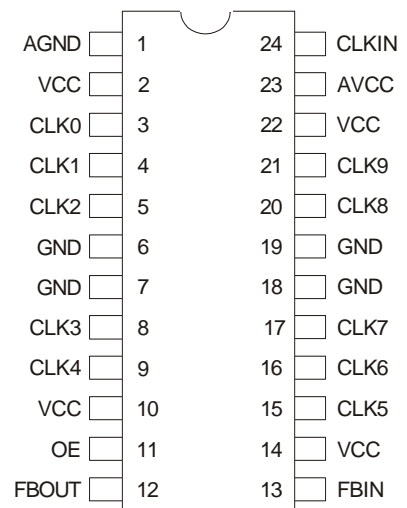 AGND 1 24 CLKIN
VCC 2 23 AVCC
CLK0 3 22 VCC
CLK1 4 21 CLK9
CLK2 5 20 CLK8
GND 6 19 GND
GND 7 18 GND
CLK3 8 17 CLK7
CLK4 9 16 CLK6
VCC 10 15 CLK5
OE 11 14 VCC
FBOUT 12 13 FBIN